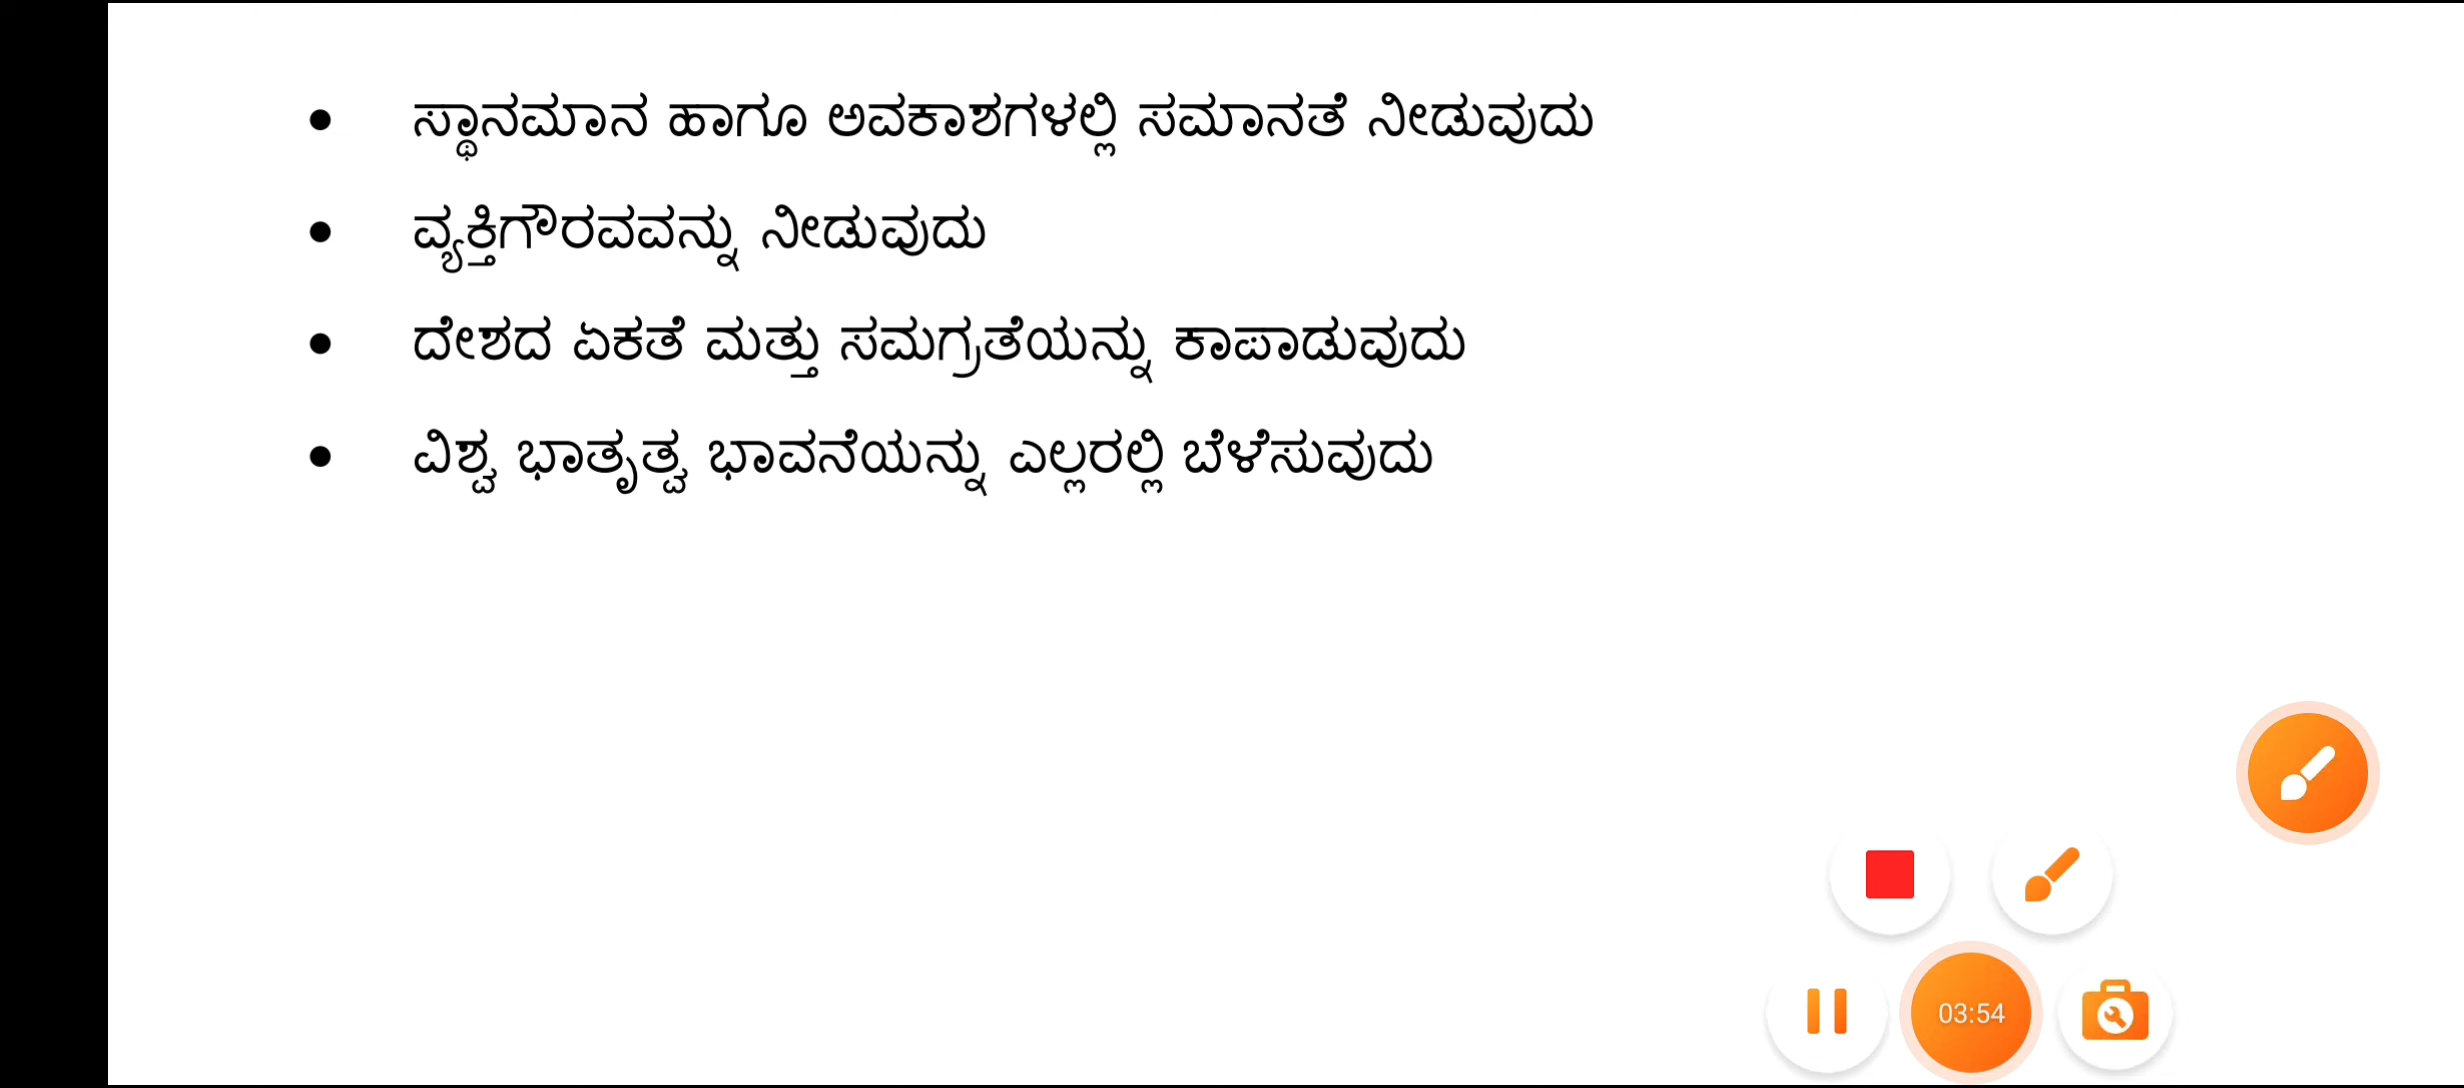 • ಸ್ಥಾನಮಾನ ಹಾಗೂ ಅವಕಾಶಗಳಲ್ಲಿ ಸಮಾನತೆ ನೀಡುವುದು
• ವ್ಯಕ್ತಿಗೌರವವನ್ನು ನೀಡುವುದು
• ದೇಶದ ಏಕತೆ ಮತ್ತು ಸಮಗ್ರತೆಯನ್ನು ಕಾಪಾಡುವುದು
• ವಿಶ್ವ ಭಾತೃತ್ವ ಭಾವನೆಯನ್ನು ಎಲ್ಲರಲ್ಲಿ ಬೆಳೆಸುವುದು
03:54